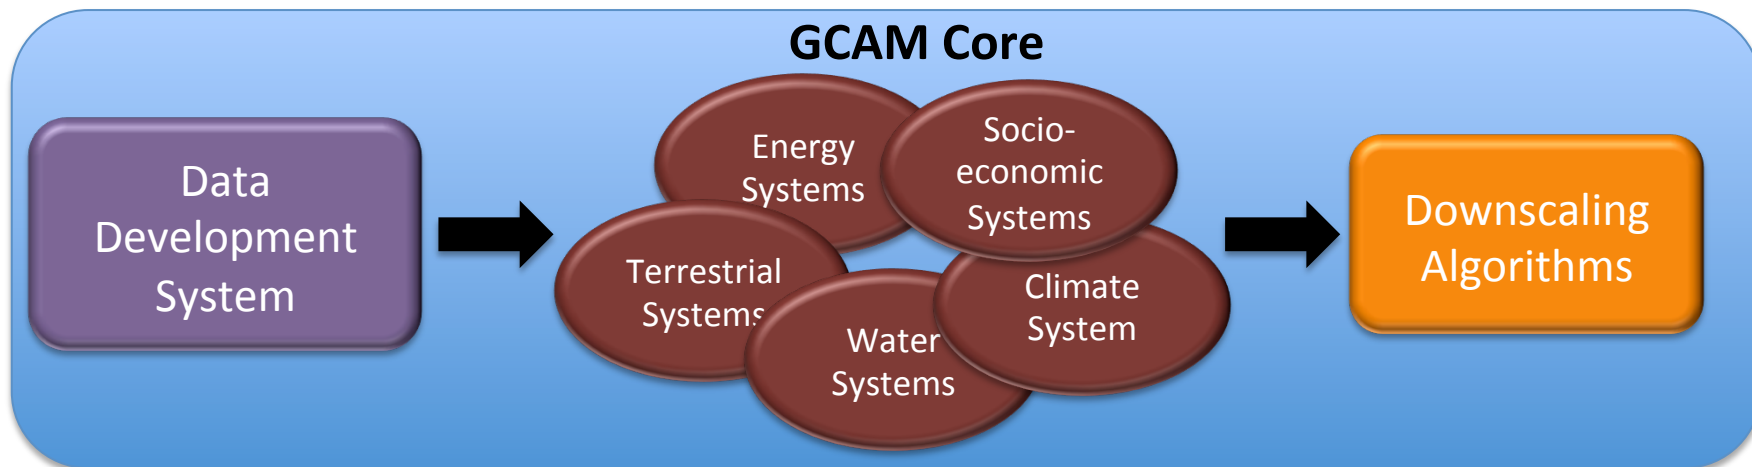 GCAM Core
Data
Development
System
Energy
Systems
Socio-
economic
Systems
Terrestrial
Systems
Water
Systems
Climate
System
Downscaling
Algorithms